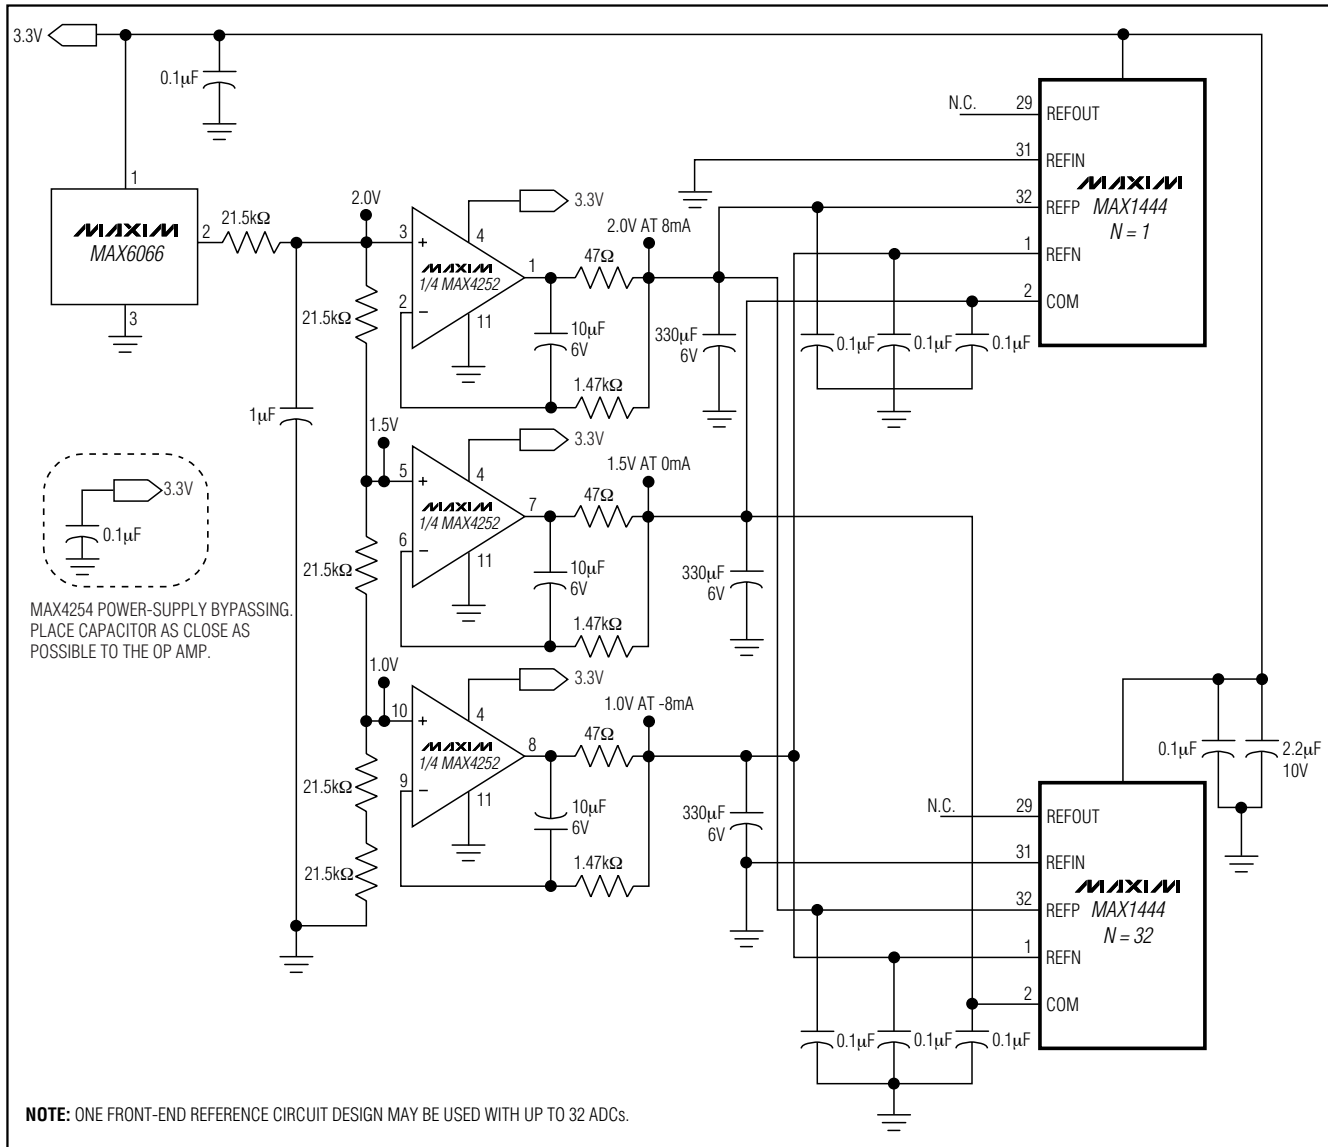 3.3V
0.1µF
1
MAXIM
MAX6066
2
3
21.5kΩ
2.0V
21.5kΩ
1µF
3
+
2
−
4
3.3V
MAXIM
1/4 MAX4252
11
1
47Ω
10µF
6V
1.47kΩ
2.0V AT 8mA
330µF
6V
1.5V
5
+
6
−
4
3.3V
MAXIM
1/4 MAX4252
11
7
47Ω
10µF
6V
1.47kΩ
1.5V AT 0mA
330µF
6V
21.5kΩ
3.3V
0.1µF
MAX4254 POWER-SUPPLY BYPASSING.
PLACE CAPACITOR AS CLOSE AS
POSSIBLE TO THE OP AMP.
1.0V
10
+
9
−
4
3.3V
MAXIM
1/4 MAX4252
11
8
47Ω
10µF
6V
1.47kΩ
1.0V AT -8mA
330µF
6V
21.5kΩ
21.5kΩ
N.C.
29
REFOUT
31
REFIN
32
REFP
1
REFN
2
COM
MAXIM
MAX1444
N = 1
0.1µF
0.1µF
0.1µF
0.1µF
2.2µF
10V
N.C.
29
REFOUT
31
REFIN
32
REFP
1
REFN
2
COM
MAXIM
MAX1444
N = 32
0.1µF
0.1µF
0.1µF
NOTE: ONE FRONT-END REFERENCE CIRCUIT DESIGN MAY BE USED WITH UP TO 32 ADCs.